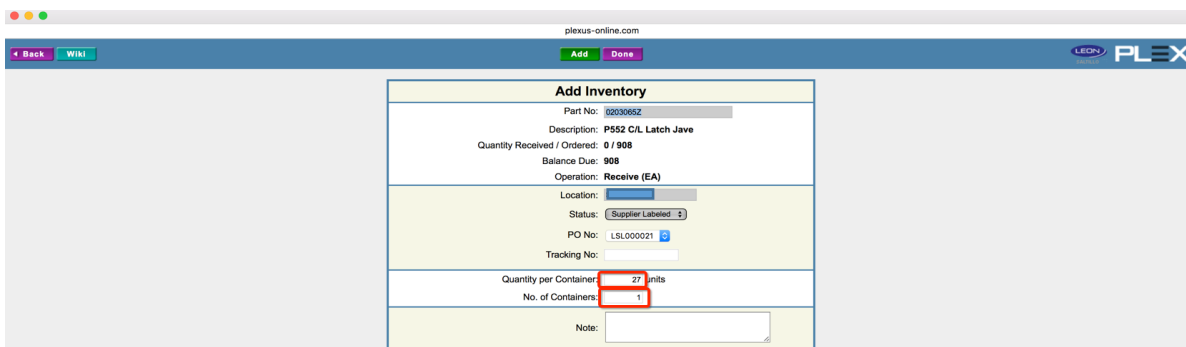 plexus-online.com
Back Wiki Add Done LEON PLEX
Add Inventory
Part No: 0203065Z
Description: P552 C/L Latch Jave
Quantity Received / Ordered: 0 / 908
Balance Due: 908
Operation: Receive (EA)
Location:
Status: Supplier Labeled
PO No: LSL000021
Tracking No:
Quantity per Container: 27 units
No. of Containers: 1
Note: